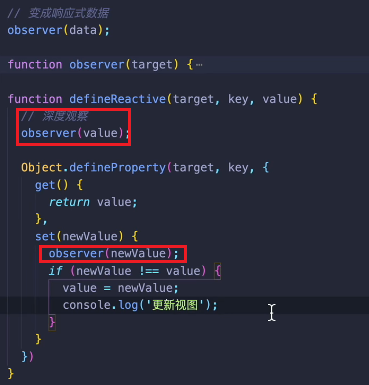 // 变成响应式数据
observer(data);
function observer(target) {…
function defineReactive(target, key, value) {
// 深度观察
observer(value);
Object.defineProperty(target, key, {
get() {
return value;
},
set(newValue) {
observer(newValue);
if (newValue !== value) {
value = newValue;
console.log('更新视图');
}
}
})
}